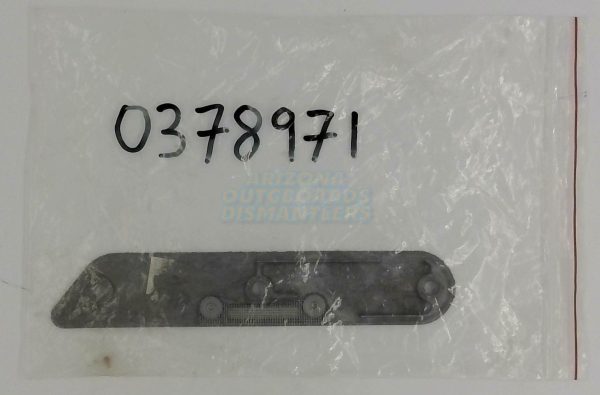 0378971
ARIZONA
OUTBOARDS
DISMANTLERS